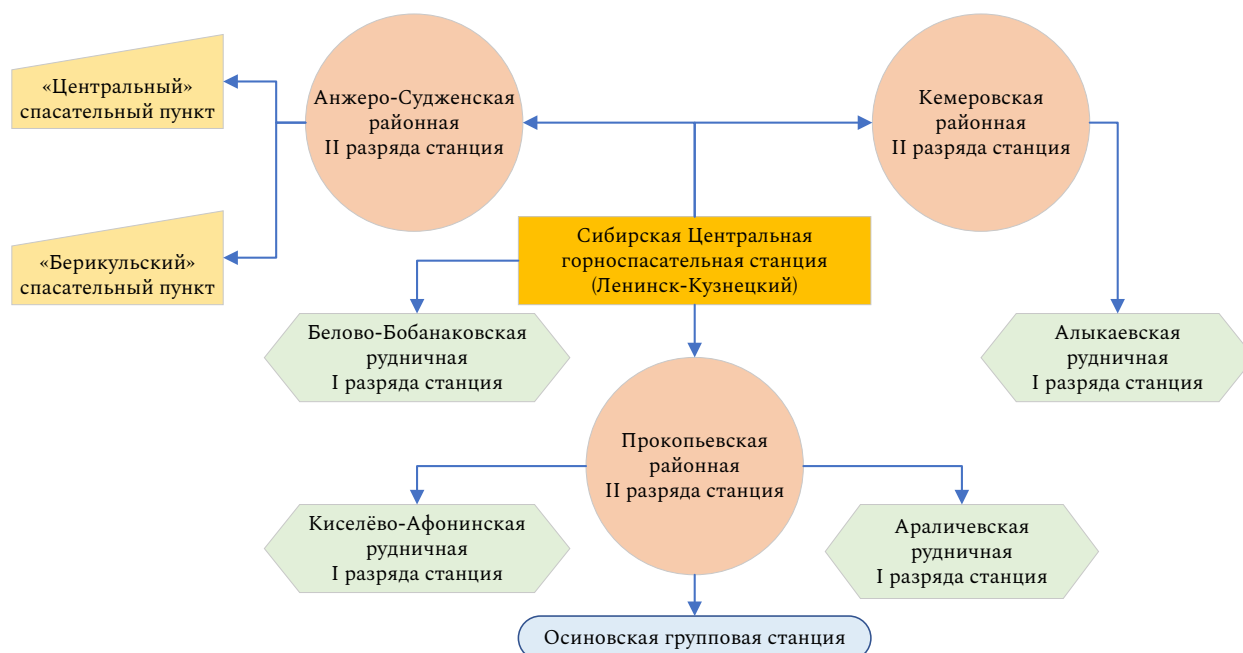 «Центральный»
спасательный пункт
Анжеро-Судженская
районная
II разряда станция
Кемеровская
районная
II разряда станция
«Берикульский»
спасательный пункт
Сибирская Центральная
горноспасательная станция
(Ленинск-Кузнецкий)
Белово-Бобанаковская
рудничная
I разряда станция
Алыкаевская
рудничная
I разряда станция
Прокопьевская
районная
II разряда станция
Киселёво-Афонинская
рудничная
I разряда станция
Араличевская
рудничная
I разряда станция
Осиновская групповая станция